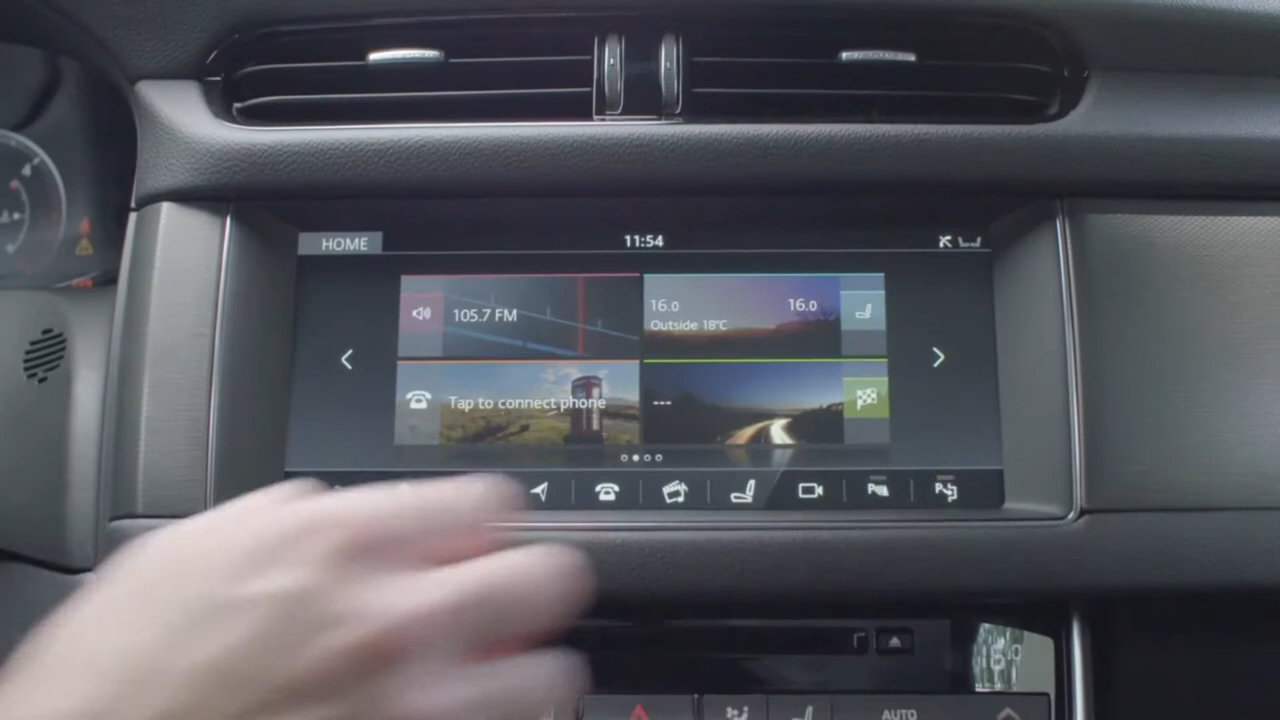 HOME
11:54
105.7 FM
16.0 16.0
Outside 18°C
Tap to connect phone
---
P
P
AUTO